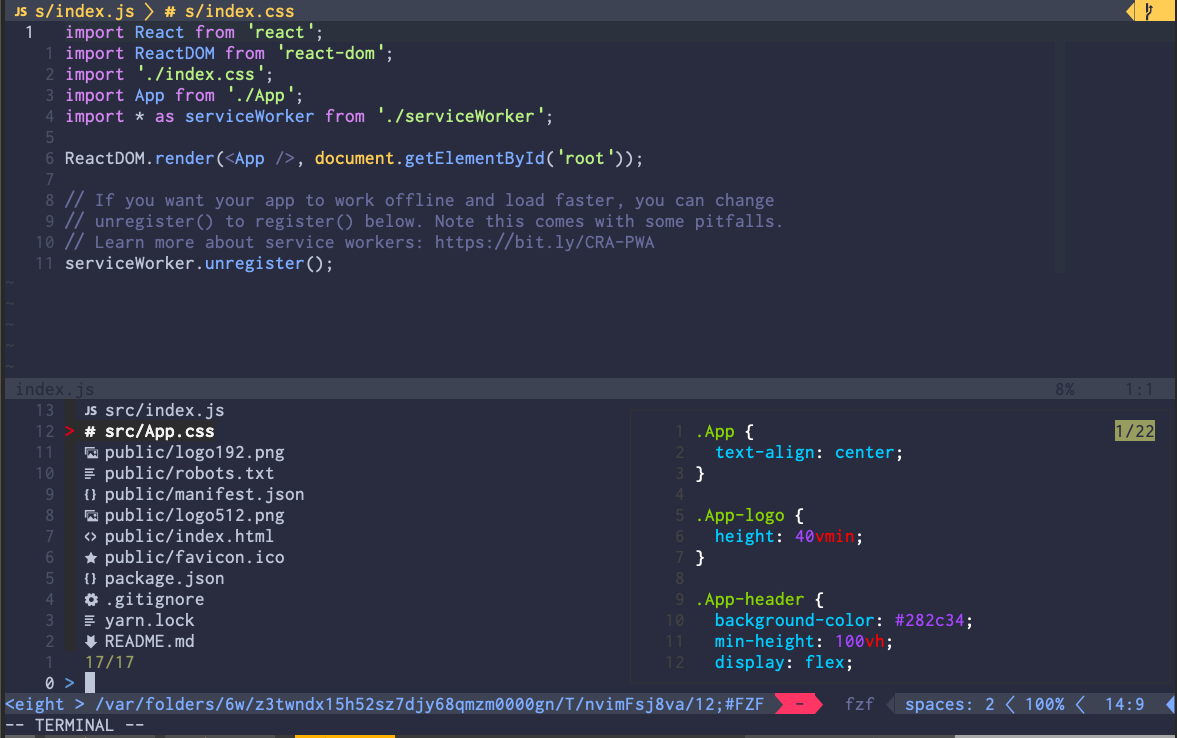 JS s/index.js > # s/index.css
1 import React from 'react';
1 import ReactDOM from 'react-dom';
2 import './index.css';
3 import App from './App';
4 import * as serviceWorker from './serviceWorker';
5
6 ReactDOM.render(<App />, document.getElementById('root'));
7
8 // If you want your app to work offline and load faster, you can change
9 // unregister() to register() below. Note this comes with some pitfalls.
10 // Learn more about service workers: https://bit.ly/CRA-PWA
11 serviceWorker.unregister();
~
~
~
~
~
index.js 8% 1:1
13 JS src/index.js
12 > # src/App.css
11 public/logo192.png
10 public/robots.txt
9 {} public/manifest.json
8 public/logo512.png
7 <> public/index.html
6 ★ public/favicon.ico
5 {} package.json
4 .gitignore
3 yarn.lock
2 README.md
1 17/17
0 >
1 .App { 1/22
2 text-align: center;
3 }
4
5 .App-logo {
6 height: 40vmin;
7 }
8
9 .App-header {
10 background-color: #282c34;
11 min-height: 100vh;
12 display: flex;
<eight > /var/folders/6w/z3twndx15h52sz7djy68qmzm0000gn/T/nvimFsj8va/12;#FZF - fzf spaces: 2 < 100% < 14:9
-- TERMINAL --